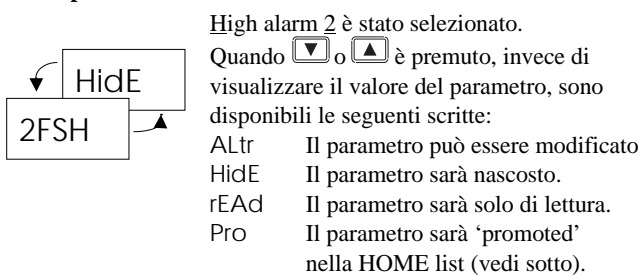 High alarm 2 è stato selezionato.
Quando ▼ o ▲ è premuto, invece di
visualizzare il valore del parametro, sono
disponibili le seguenti scritte:
HidE
2FSH
ALtr Il parametro può essere modificato
HidE Il parametro sarà nascosto.
rEAd Il parametro sarà solo di lettura.
Pro Il parametro sarà ‘promoted’
nella HOME list (vedi sotto).